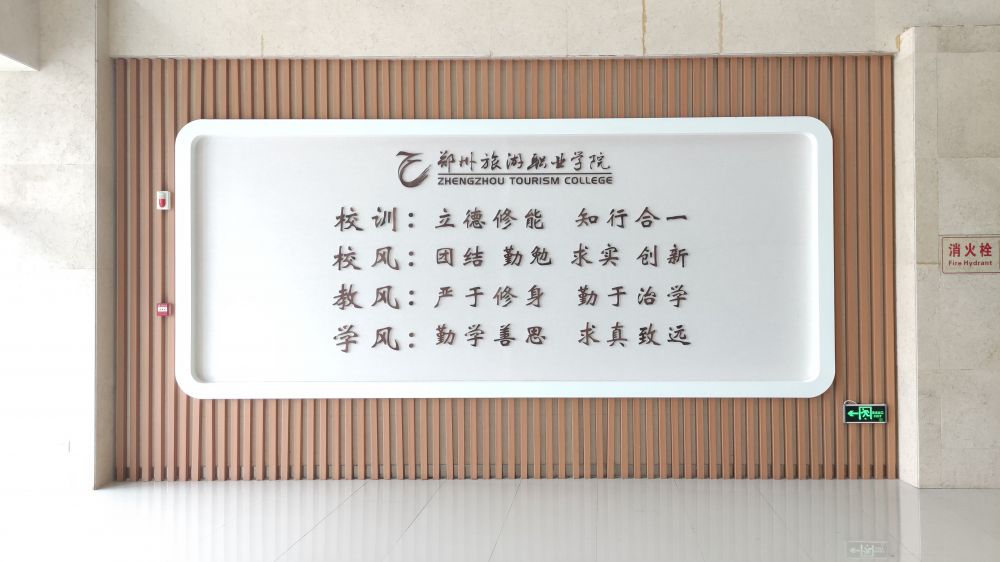 郑州旅游职业学院
ZHENGZHOU TOURISM COLLEGE
校训：立德修能 知行合一
校风：团结 勤勉 求实 创新
教风：严于修身 勤于治学
学风：勤学善思 求真致远
消火栓
Fire Hydrant